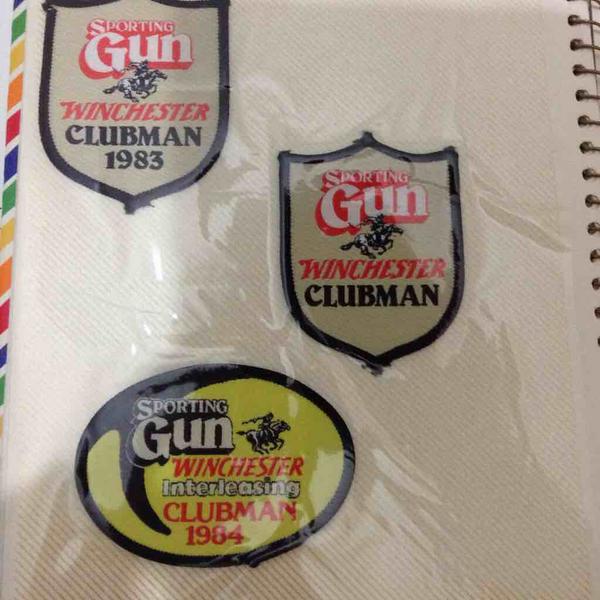 SPORTING
Gun
WINCHESTER
CLUBMAN
1983
SPORTING
Gun
WINCHESTER
CLUBMAN
SPORTING
Gun
WINCHESTER
Interleasing
CLUBMAN
1984